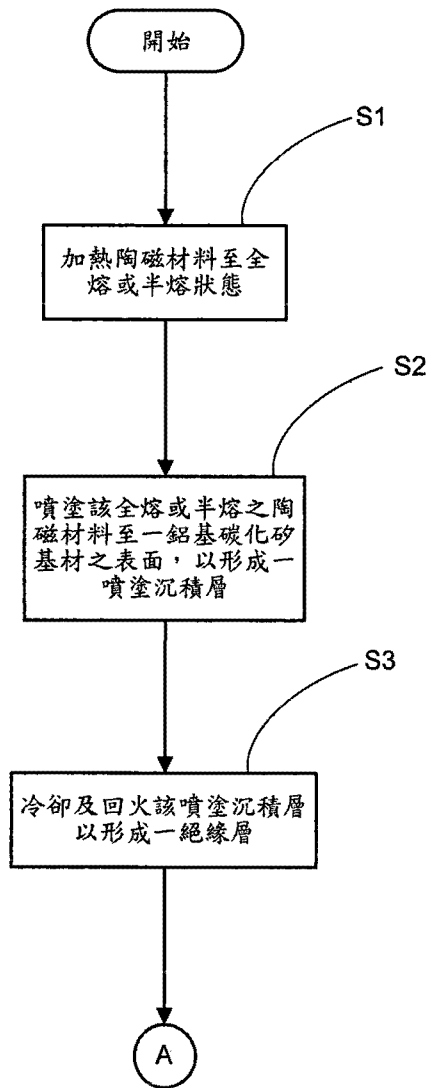 開始
S1
加熱陶磁材料至全
熔或半熔狀態
S2
噴塗該全熔或半熔之陶
磁材料至一鋁基碳化矽
基材之表面，以形成一
噴塗沉積層
S3
冷卻及回火該噴塗沉積層
以形成一絕緣層
A